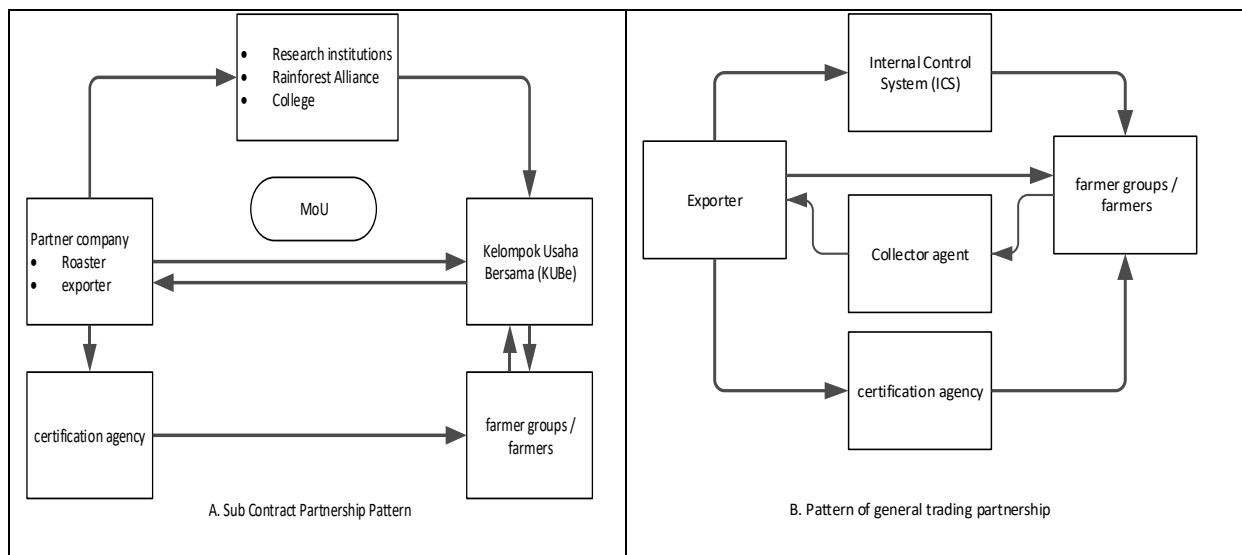 • Research institutions
• Rainforest Alliance
• College
MoU
Partner company
• Roaster
• exporter
Kelompok Usaha
Bersama (KUBe)
certification agency
farmer groups /
farmers
A. Sub Contract Partnership Pattern
Internal Control
System (ICS)
Exporter
farmer groups /
farmers
Collector agent
certification agency
B. Pattern of general trading partnership